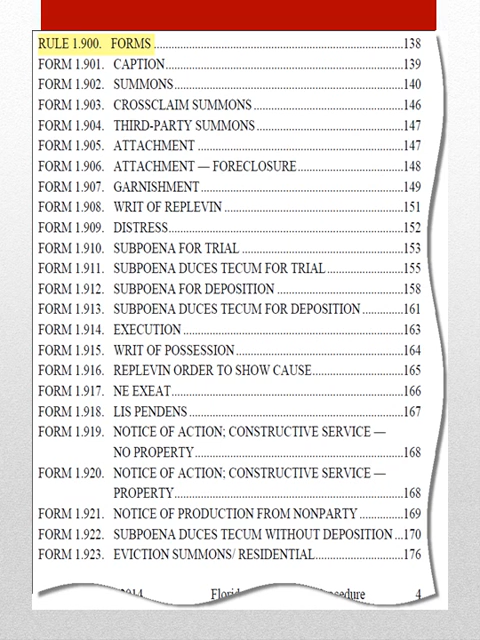 RULE 1.900. FORMS ........................................ 138
FORM 1.901. CAPTION ........................................ 139
FORM 1.902. SUMMONS ........................................ 140
FORM 1.903. CROSSCLAIM SUMMONS ........................................ 146
FORM 1.904. THIRD-PARTY SUMMONS ........................................ 147
FORM 1.905. ATTACHMENT ........................................ 147
FORM 1.906. ATTACHMENT — FORECLOSURE ........................................ 148
FORM 1.907. GARNISHMENT ........................................ 149
FORM 1.908. WRIT OF REPLEVIN ........................................ 151
FORM 1.909. DISTRESS ........................................ 152
FORM 1.910. SUBPOENA FOR TRIAL ........................................ 153
FORM 1.911. SUBPOENA DUCES TECUM FOR TRIAL ........................................ 155
FORM 1.912. SUBPOENA FOR DEPOSITION ........................................ 158
FORM 1.913. SUBPOENA DUCES TECUM FOR DEPOSITION .............. 161
FORM 1.914. EXECUTION ........................................ 163
FORM 1.915. WRIT OF POSSESSION ........................................ 164
FORM 1.916. REPLEVIN ORDER TO SHOW CAUSE ........................................ 165
FORM 1.917. NE EXEAT ........................................ 166
FORM 1.918. LIS PENDENS ........................................ 167
FORM 1.919. NOTICE OF ACTION; CONSTRUCTIVE SERVICE —
NO PROPERTY ........................................ 168
FORM 1.920. NOTICE OF ACTION; CONSTRUCTIVE SERVICE —
PROPERTY ........................................ 168
FORM 1.921. NOTICE OF PRODUCTION FROM NONPARTY .............. 169
FORM 1.922. SUBPOENA DUCES TECUM WITHOUT DEPOSITION ... 170
FORM 1.923. EVICTION SUMMONS/ RESIDENTIAL ........................................ 176
4